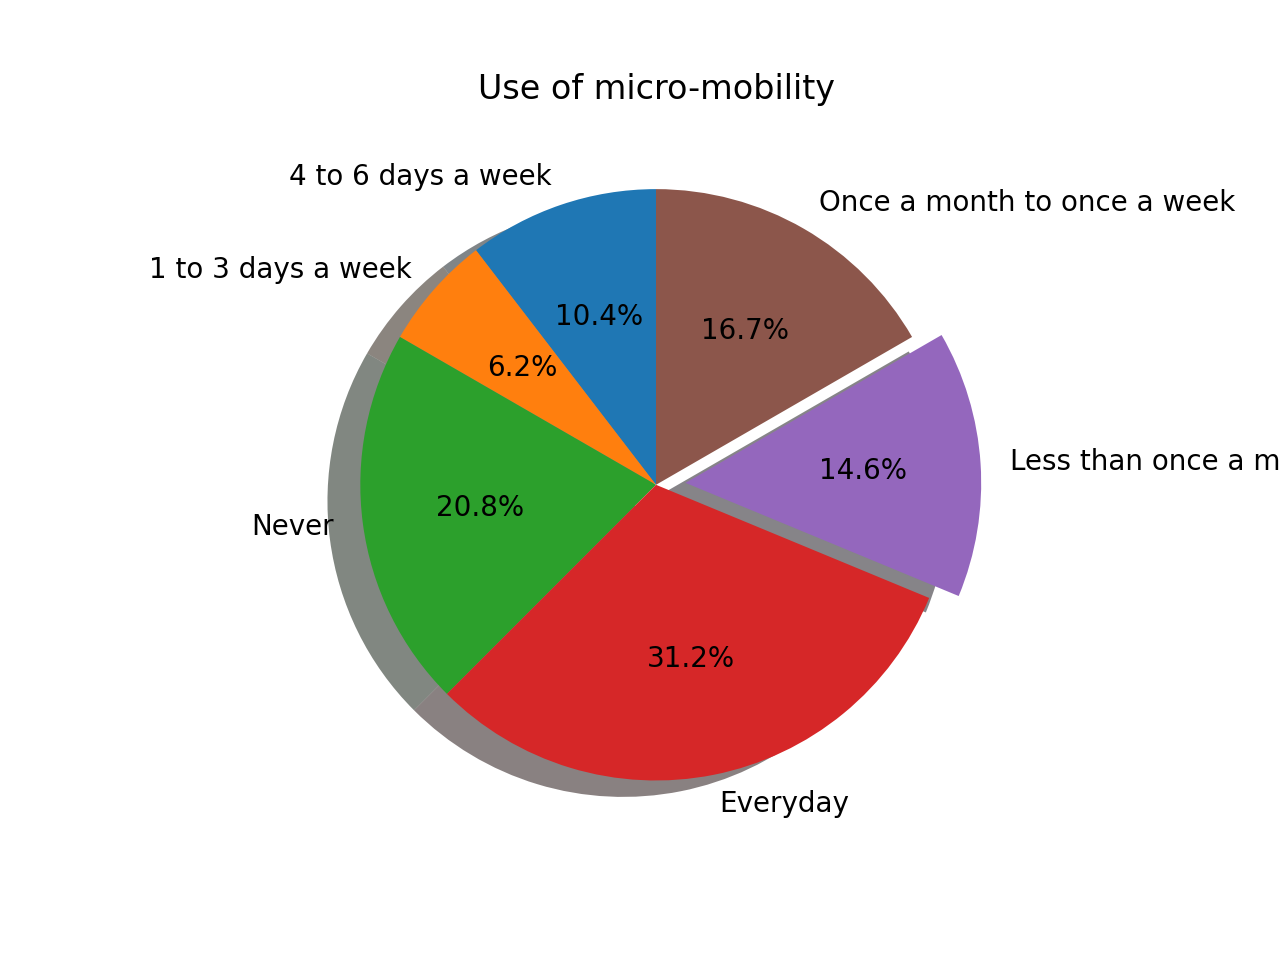 Use of micro-mobility
4 to 6 days a week
Once a month to once a week
1 to 3 days a week
10.4%
16.7%
6.2%
Less than once a m
14.6%
20.8%
Never
31.2%
Everyday